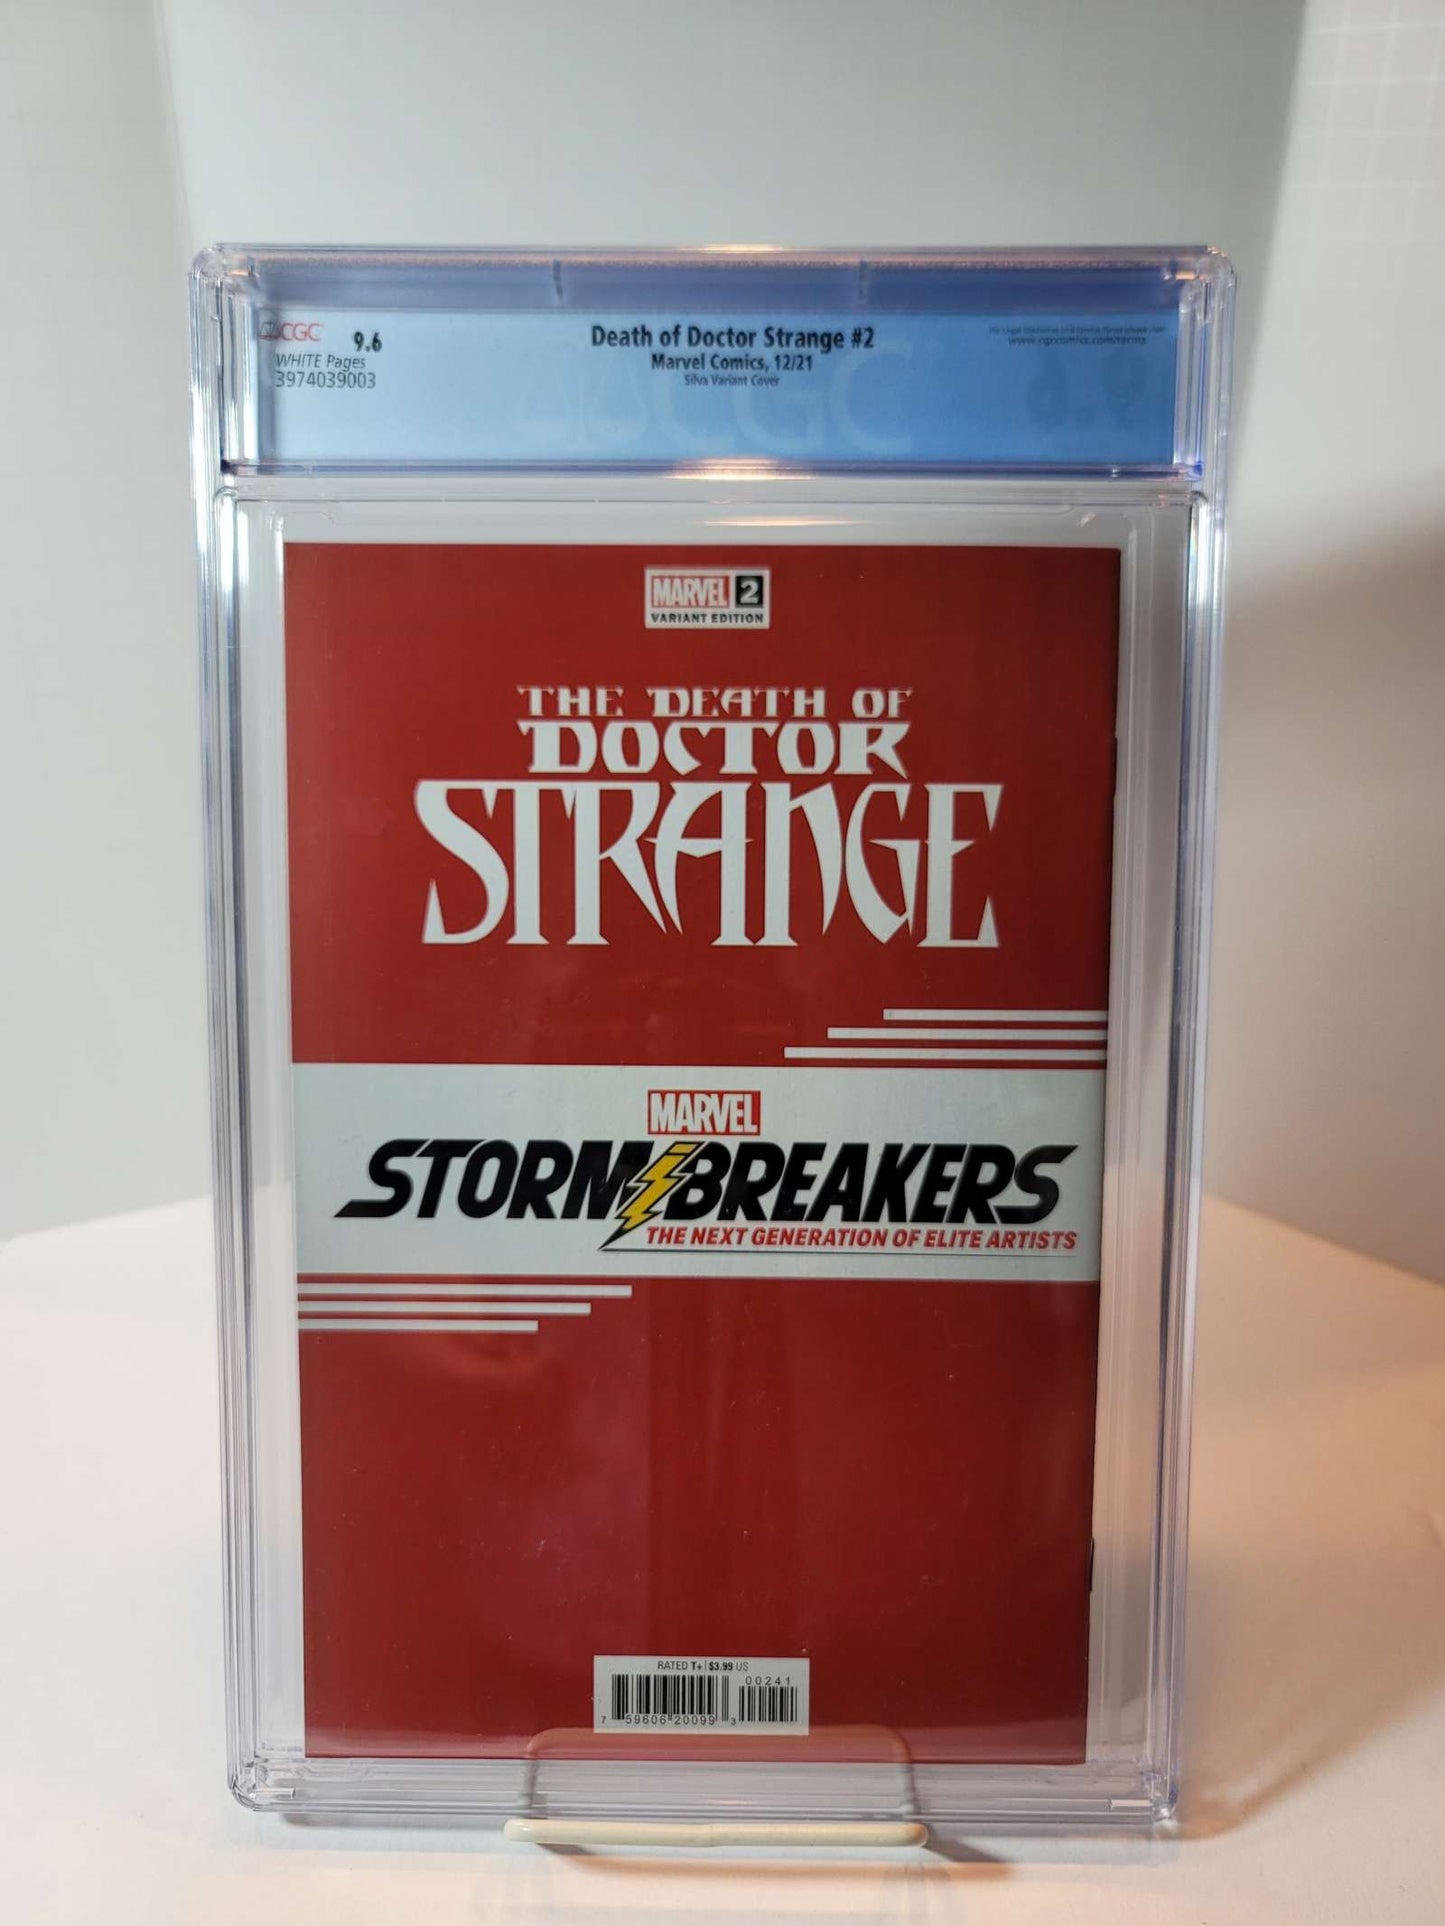 CGC 9.6
WHITE Pages
3974039003
Death of Doctor Strange #2
Marvel Comics, 12/21
Silva Variant Cover
www.cgccomics.com/terms
CGC
MARVEL 2
VARIANT EDITION
THE DEATH OF
DOCTOR
STRANGE
MARVEL
STORMBREAKERS
THE NEXT GENERATION OF ELITE ARTISTS
RATED T+ $3.99 US
00241
7 59606 20099 3